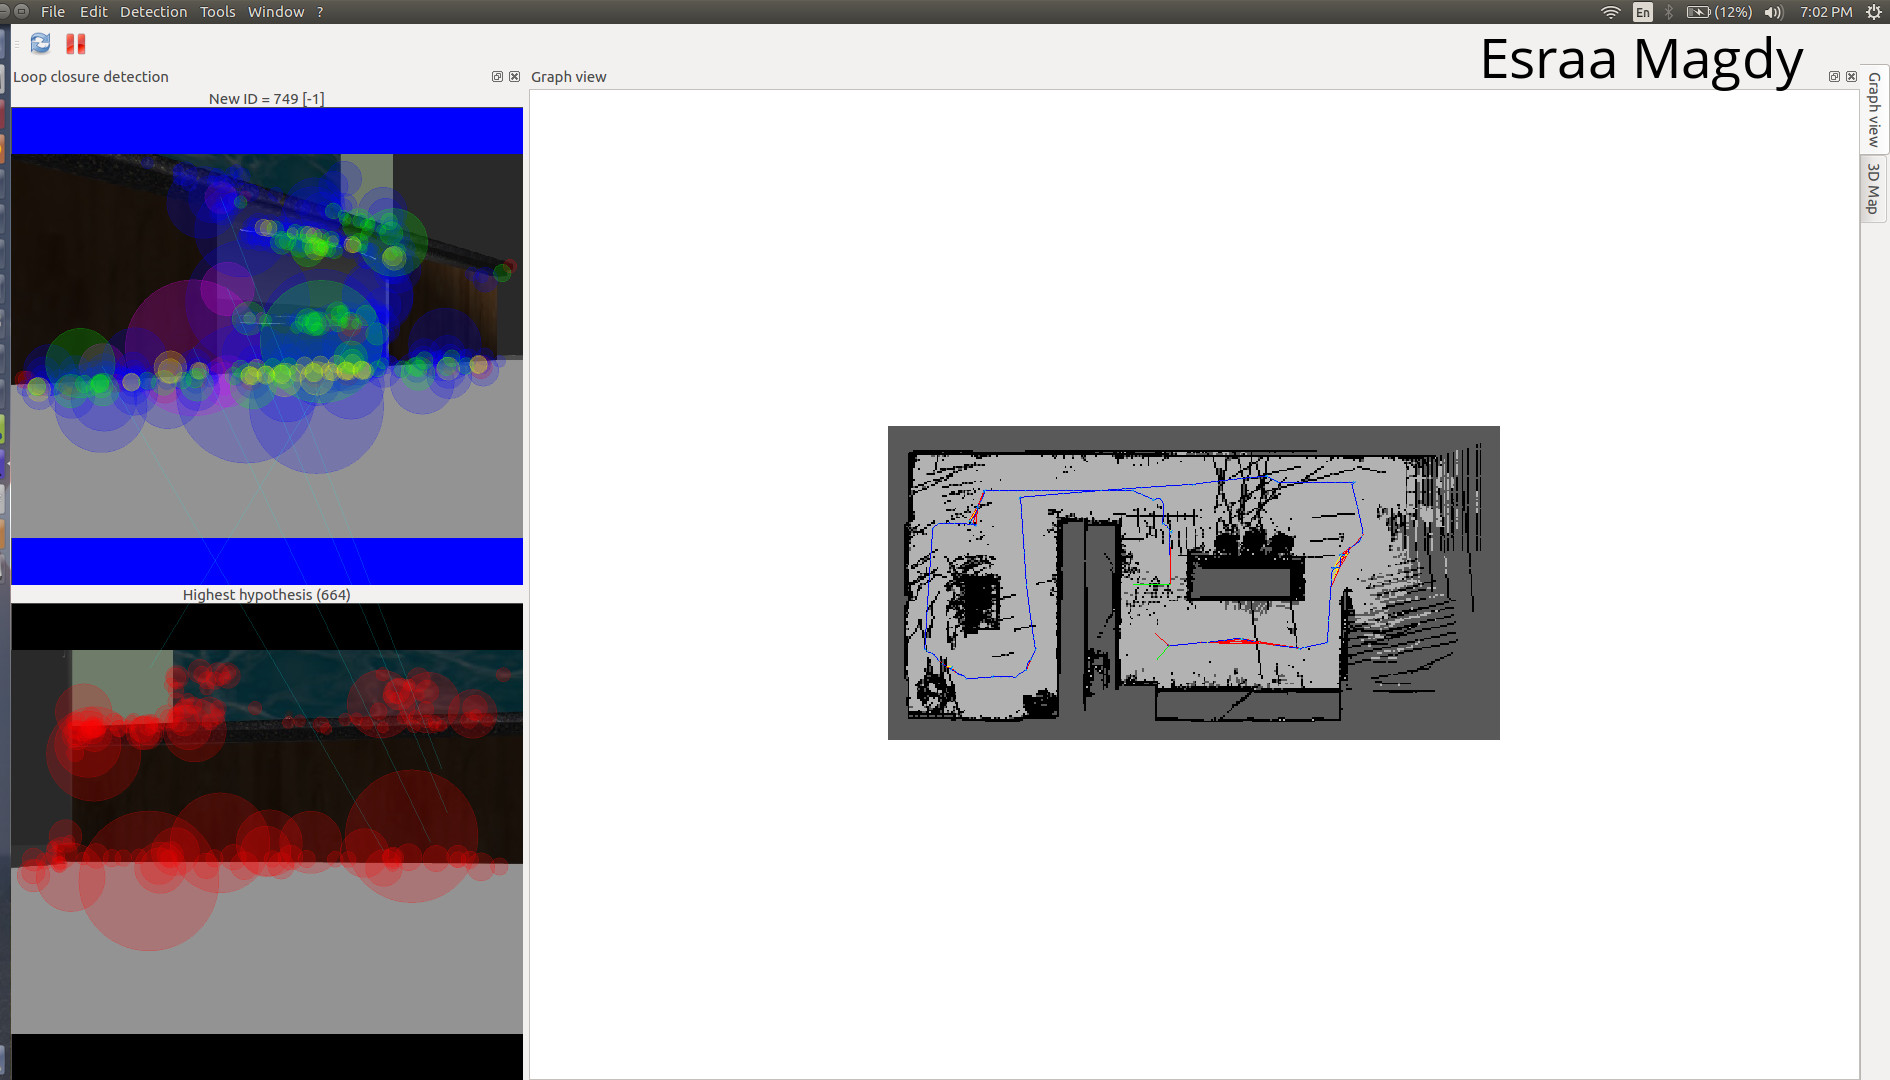 File Edit Detection Tools Window ?
En (12%) 7:02 PM
Esraa Magdy
Loop closure detection
Graph view
New ID = 749 [-1]
Graph view
3D Map
Highest hypothesis (664)